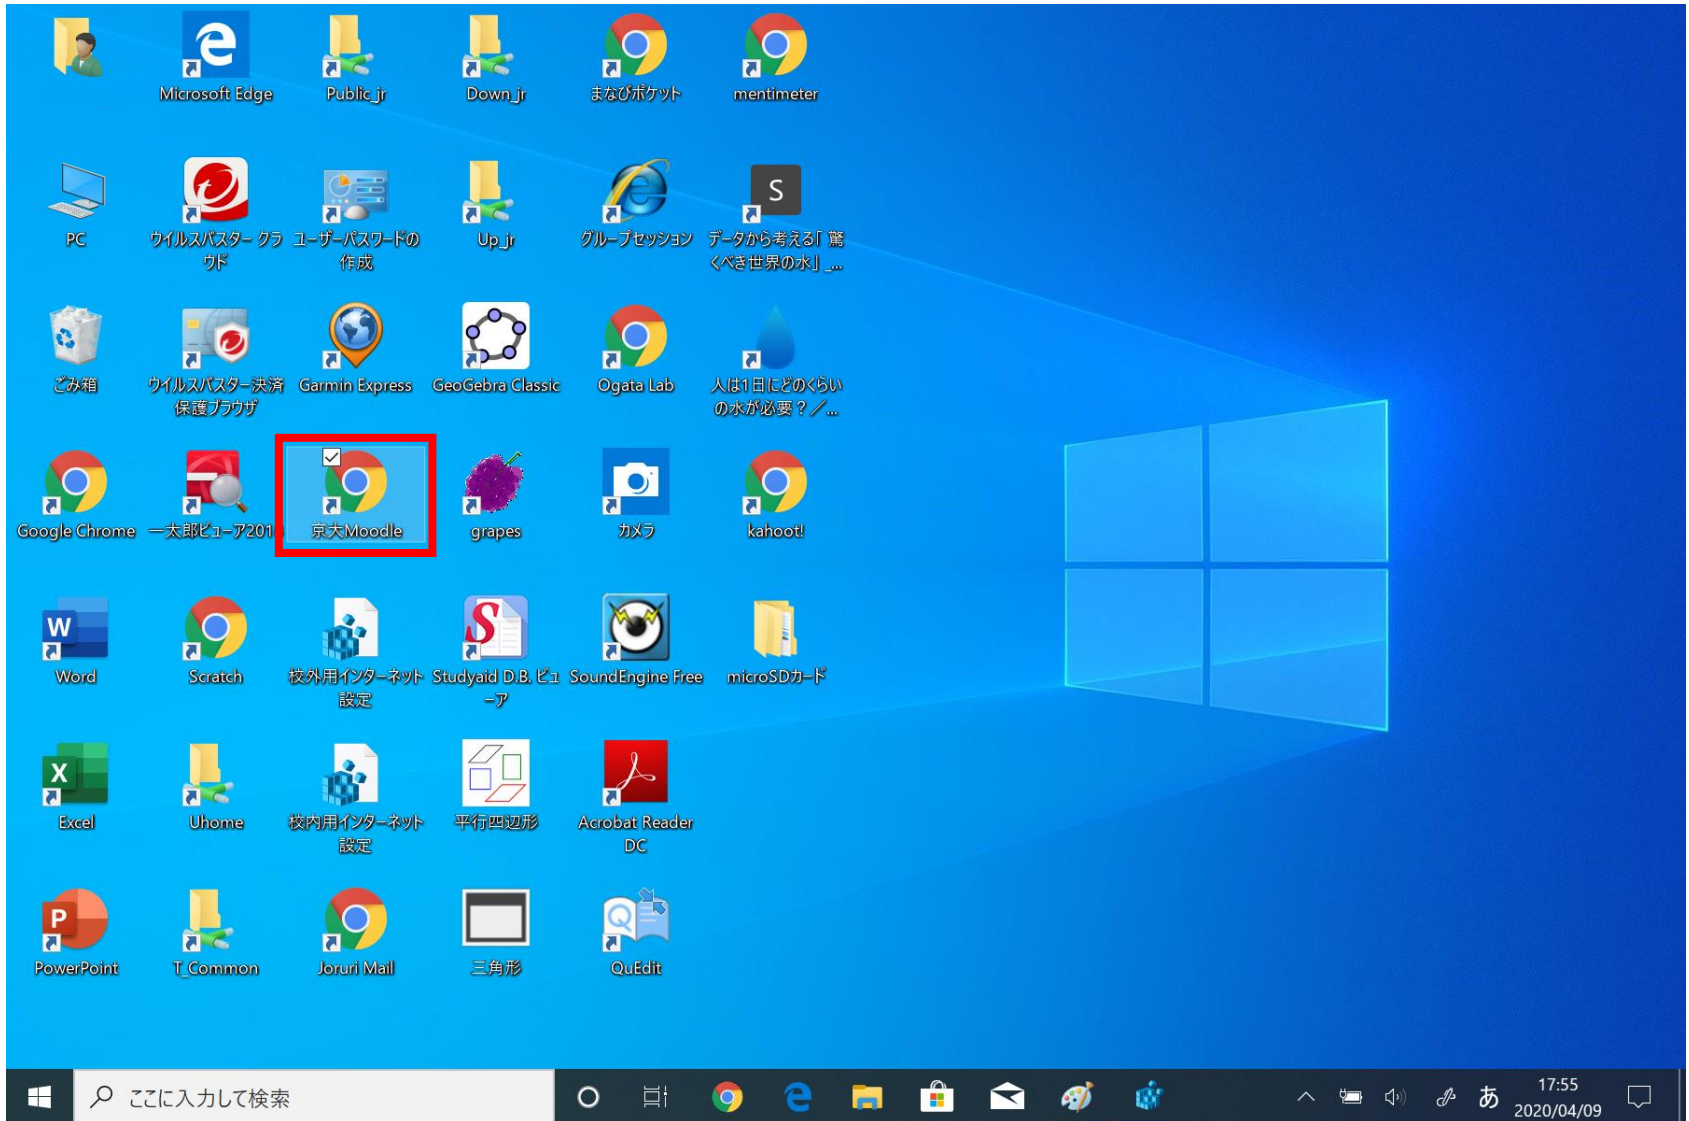 Microsoft Edge
Public_jr
Down_jr
まなびポケット
mentimeter
PC
ウイルスバスター クラ
ウド
ユーザーパスワードの
作成
Up_jr
グループセッション
S
データから考える「 驚
くべき世界の水」_...
ごみ箱
ウイルスバスター決済
保護ブラウザ
Garmin Express
GeoGebra Classic
Ogata Lab
人は1日にどのくらい
の水が必要?／...
Google Chrome
一太郎ビューア201
京大Moodle
grapes
カメラ
kahoot!
W
Word
Scratch
校外用インターネット
設定
S
Studyaid D.B. ビュ
ーア
SoundEngine Free
microSDカード
X
Excel
Uhome
校内用インターネット
設定
平行四辺形
Acrobat Reader
DC
P
PowerPoint
T_Common
Joruri Mail
三角形
Q
QuEdit
ここに入力して検索
あ
17:55
2020/04/09